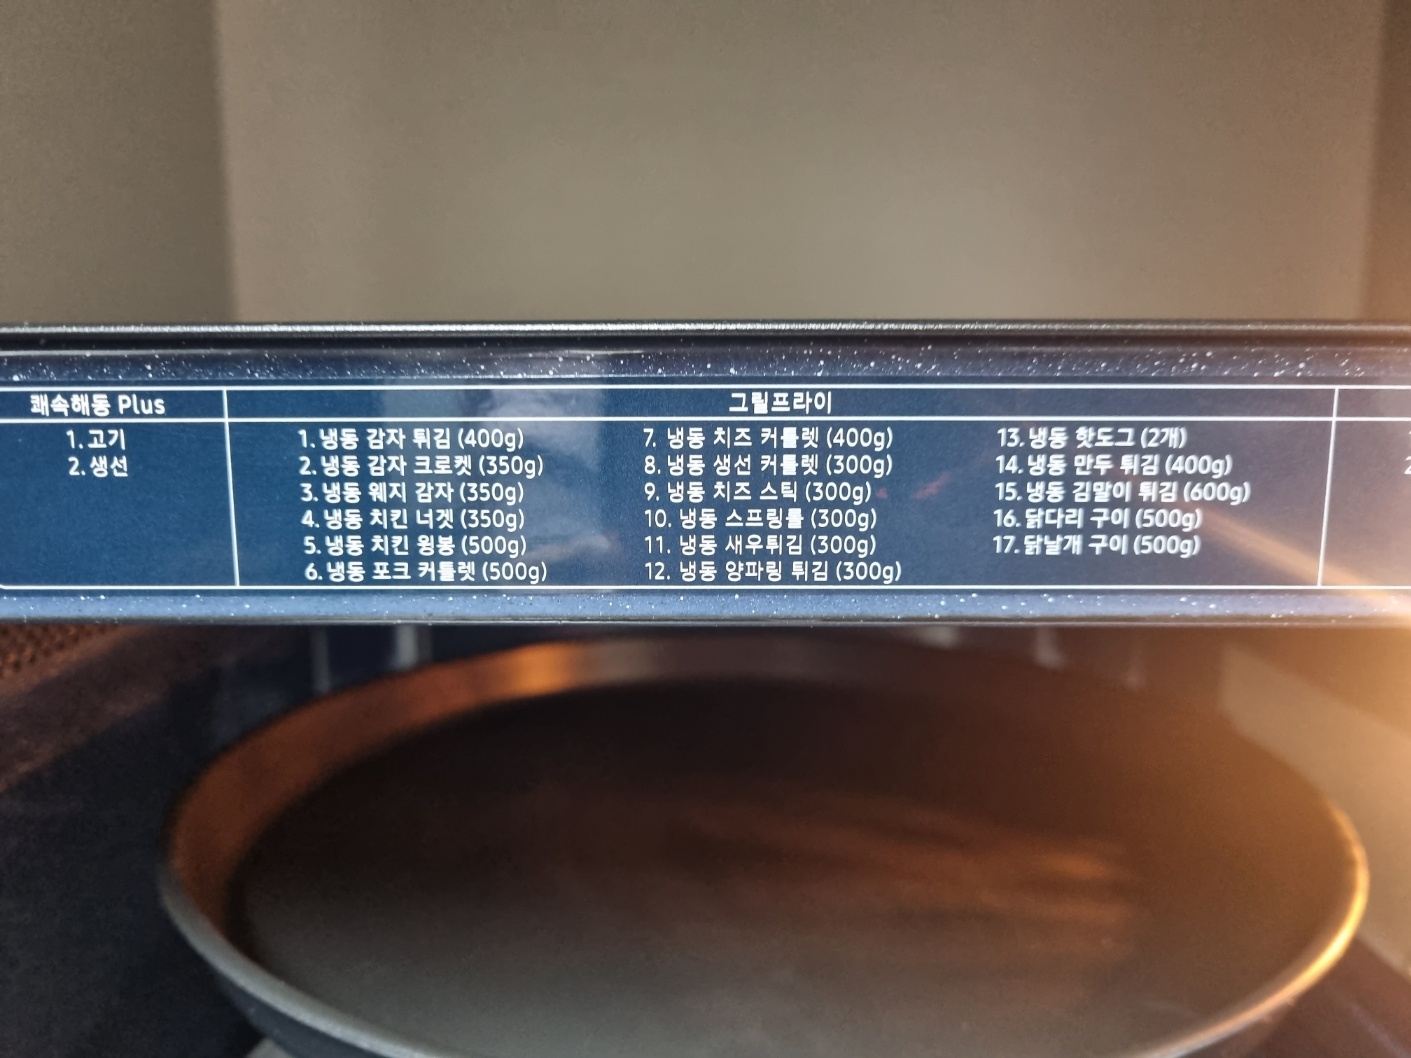 쾌속해동 Plus
1. 고기
2. 생선
그릴프라이
1. 냉동 감자 튀김 (400g)
2. 냉동 감자 크로켓 (350g)
3. 냉동 웨지 감자 (350g)
4. 냉동 치킨 너겟 (350g)
5. 냉동 치킨 윙봉 (500g)
6. 냉동 포크 커틀렛 (500g)
7. 냉동 치즈 커틀렛 (400g)
8. 냉동 생선 커틀렛 (300g)
9. 냉동 치즈 스틱 (300g)
10. 냉동 스프링롤 (300g)
11. 냉동 새우튀김 (300g)
12. 냉동 양파링 튀김 (300g)
13. 냉동 핫도그 (2개)
14. 냉동 만두 튀김 (400g)
15. 냉동 김말이 튀김 (600g)
16. 닭다리 구이 (500g)
17. 닭날개 구이 (500g)